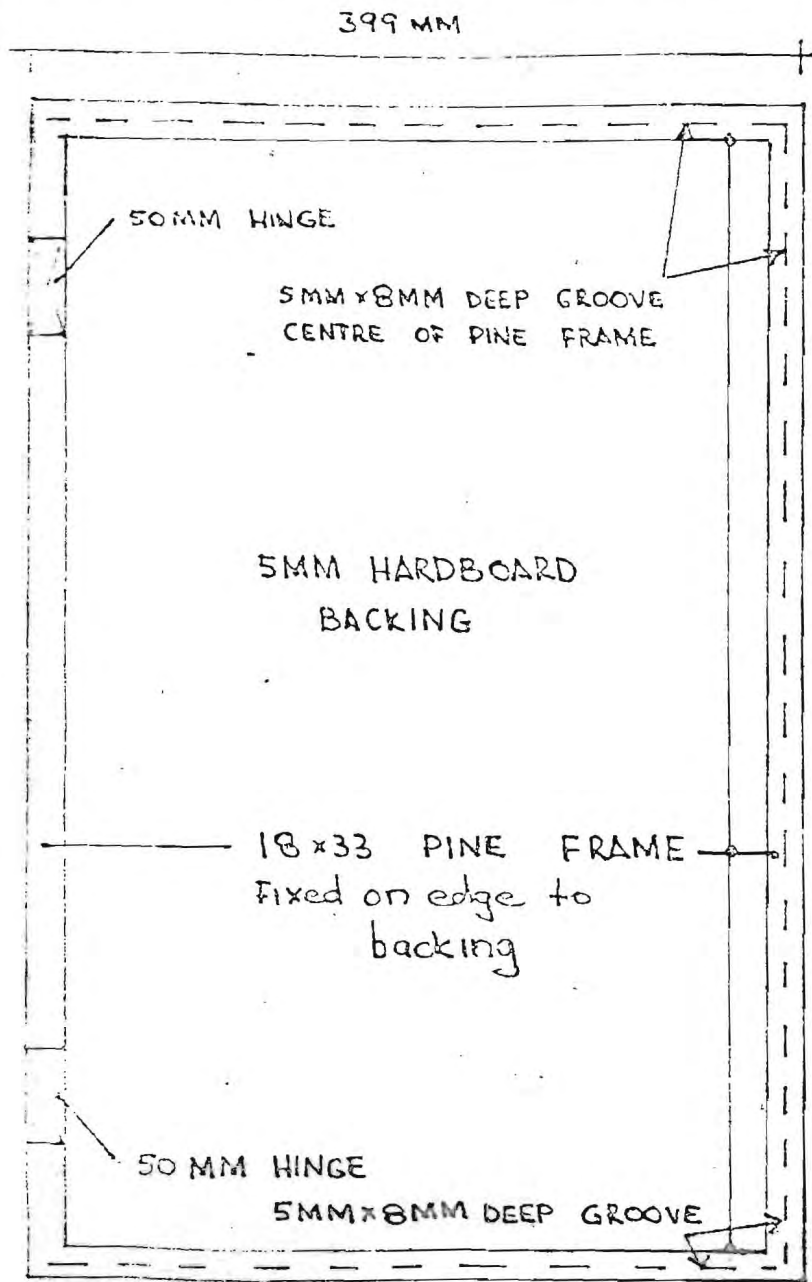 399 MM
50MM HINGE
5MM×8MM DEEP GROOVE
CENTRE OF PINE FRAME
5MM HARDBOARD
BACKING
18×33 PINE FRAME
Fixed on edge to
backing
50 MM HINGE
5MM×8MM DEEP GROOVE